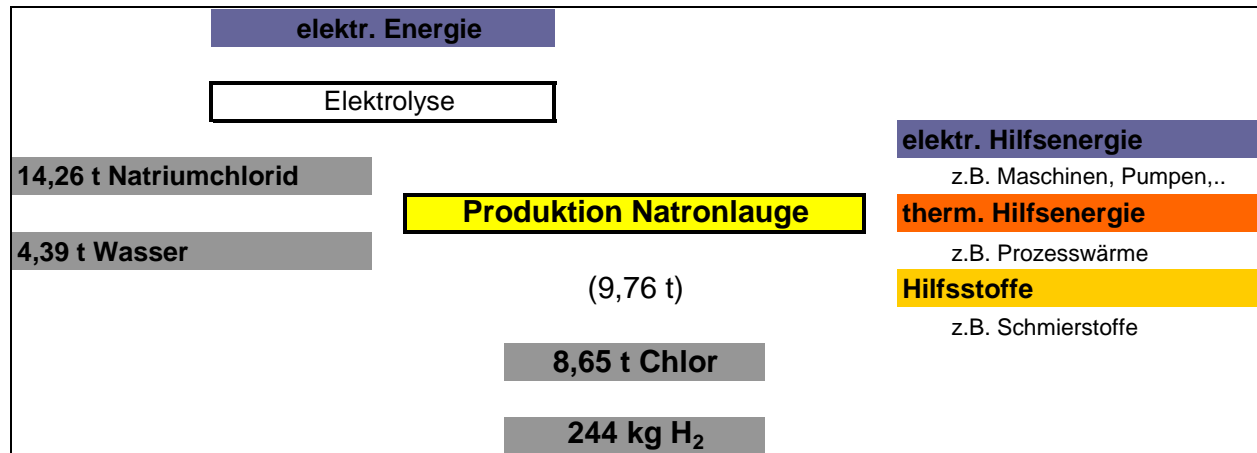 elektr. Energie
Elektrolyse
elektr. Hilfsenergie
14,26 t Natriumchlorid
z.B. Maschinen, Pumpen,..
Produktion Natronlauge
therm. Hilfsenergie
4,39 t Wasser
z.B. Prozesswärme
(9,76 t)
Hilfsstoffe
z.B. Schmierstoffe
8,65 t Chlor
244 kg H₂